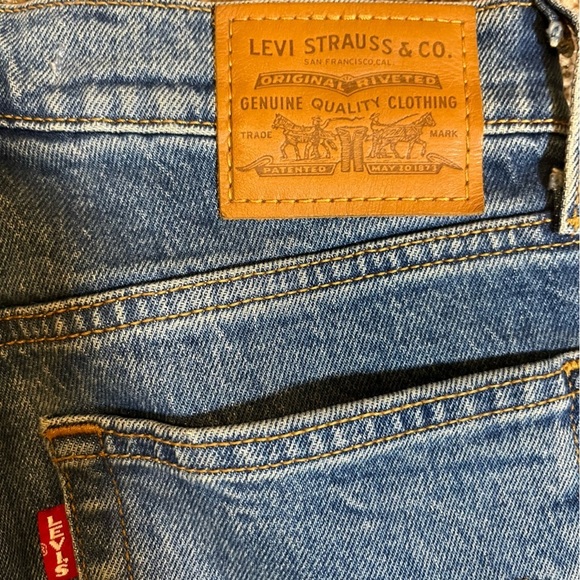 LEVI STRAUSS & CO.
SAN FRANCISCO, CAL.
ORIGINAL RIVETED
GENUINE QUALITY CLOTHING
TRADE MARK
PATENTED MAY 20 1873
LEVI'S
®